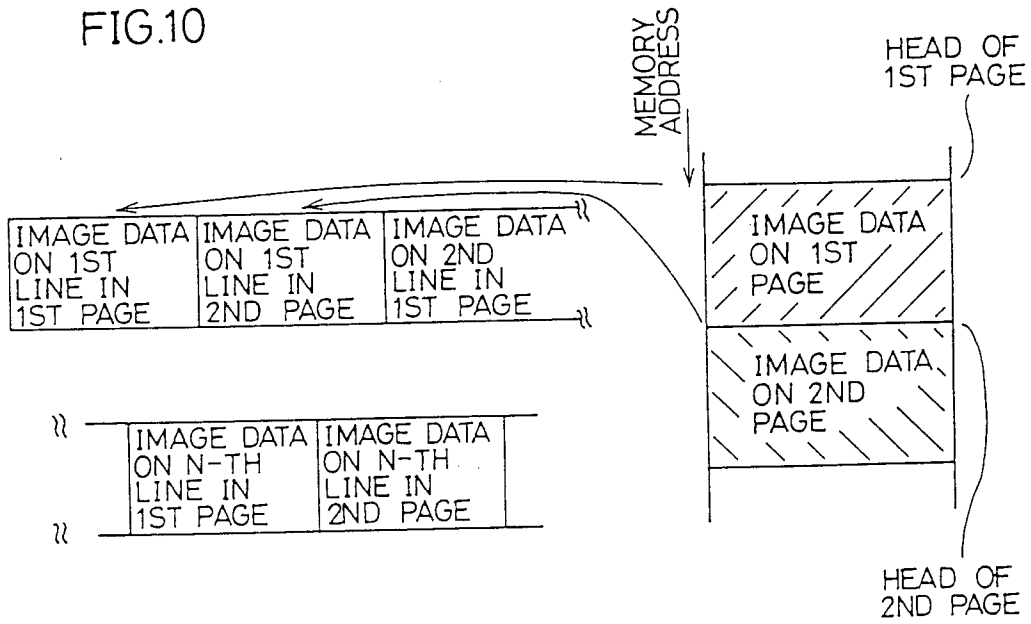 FIG.10
MEMORY
ADDRESS
HEAD OF
1ST PAGE
IMAGE DATA
ON 1ST
LINE IN
1ST PAGE
IMAGE DATA
ON 1ST
LINE IN
2ND PAGE
IMAGE DATA
ON 2ND
LINE IN
1ST PAGE
IMAGE DATA
ON 1ST
PAGE
IMAGE DATA
ON 2ND
PAGE
IMAGE DATA
ON N-TH
LINE IN
1ST PAGE
IMAGE DATA
ON N-TH
LINE IN
2ND PAGE
HEAD OF
2ND PAGE